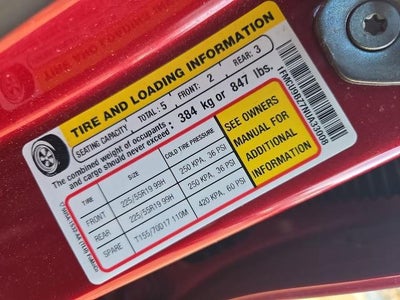 TIRE AND LOADING INFORMATION
SEATING CAPACITY TOTAL: 5 FRONT: 2 REAR: 3
The combined weight of occupants
and cargo should never exceed: 384 kg or 847 lbs.
TIRE SIZE COLD TIRE PRESSURE
FRONT 225/55R19 99H 250 KPA, 36 PSI
REAR 225/55R19 99H 250 KPA, 36 PSI
SPARE T155/70D17 110M 420 KPA, 60 PSI
SEE OWNERS
MANUAL FOR
ADDITIONAL
INFORMATION